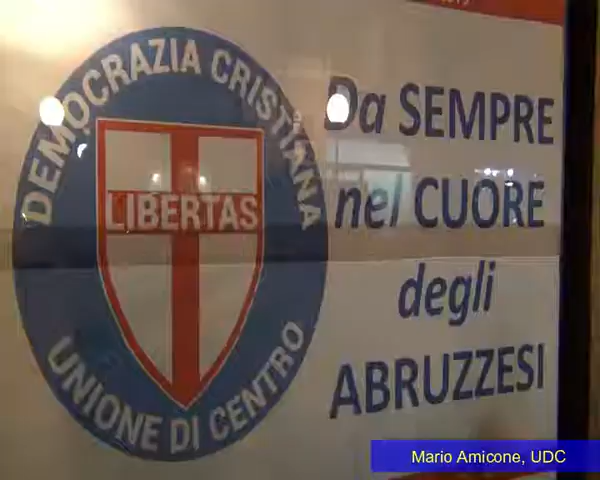 DEMOCRAZIA CRISTIANA
LIBERTAS
UNIONE DI CENTRO
Da SEMPRE
nel CUORE
degli
ABRUZZESI
Mario Amicone, UDC